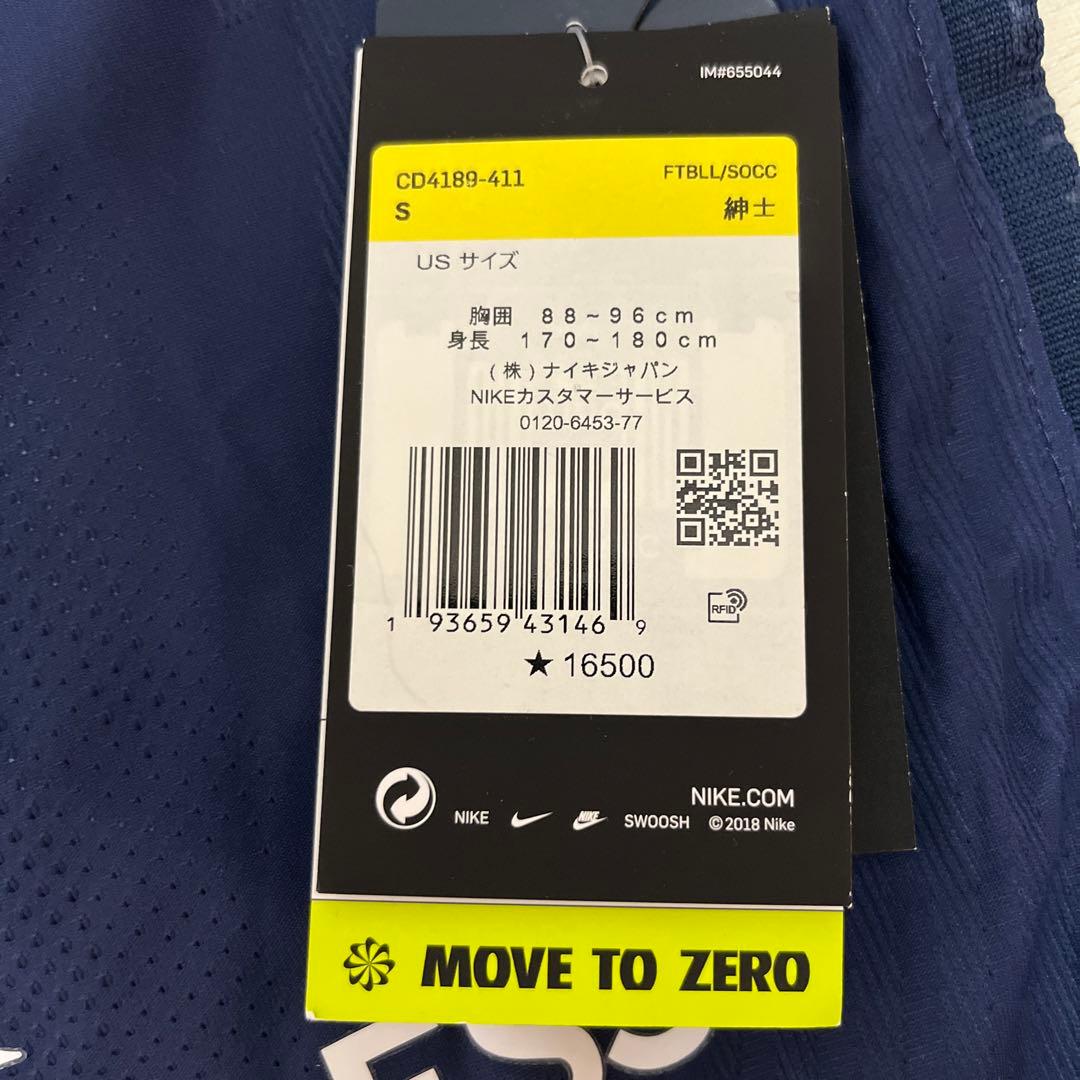 IM#655044
CD4189-411
FTBLL/SOCC
S
紳士
US サイズ
胸囲 88~96cm
身長 170~180cm
(株)ナイキジャパン
NIKEカスタマーサービス
0120-6453-77
1 93659 43146 9
RFID
★16500
NIKE.COM
NIKE NIKE SWOOSH ©2018 Nike
MOVE TO ZERO